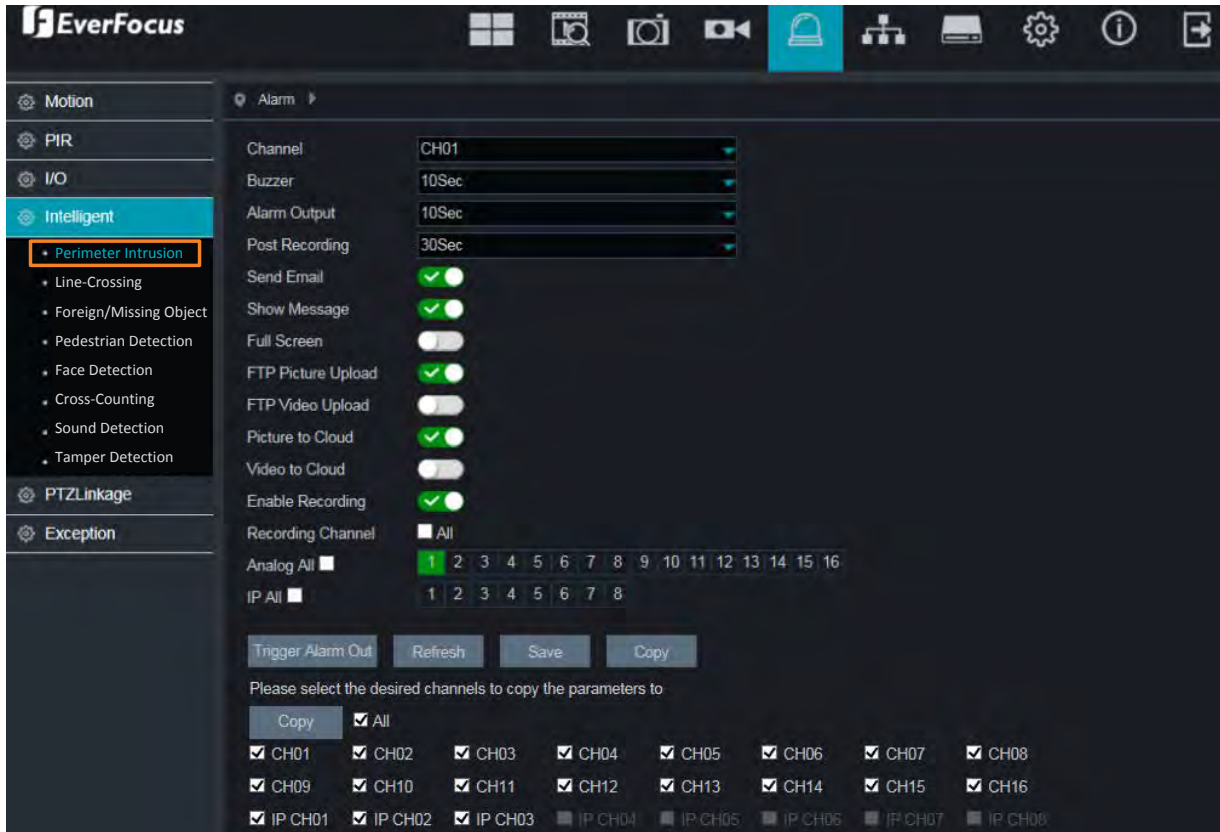 EverFocus
Motion
PIR
I/O
Intelligent
Perimeter Intrusion
Line-Crossing
Foreign/Missing Object
Pedestrian Detection
Face Detection
Cross-Counting
Sound Detection
Tamper Detection
PTZLinkage
Exception
Alarm
Channel CH01
Buzzer 10Sec
Alarm Output 10Sec
Post Recording 30Sec
Send Email
Show Message
Full Screen
FTP Picture Upload
FTP Video Upload
Picture to Cloud
Video to Cloud
Enable Recording
Recording Channel All
Analog All 1 2 3 4 5 6 7 8 9 10 11 12 13 14 15 16
IP All 1 2 3 4 5 6 7 8
Trigger Alarm Out Refresh Save Copy
Please select the desired channels to copy the parameters to
Copy All
CH01 CH02 CH03 CH04 CH05 CH06 CH07 CH08
CH09 CH10 CH11 CH12 CH13 CH14 CH15 CH16
IP CH01 IP CH02 IP CH03 IP CH04 IP CH05 IP CH06 IP CH07 IP CH08